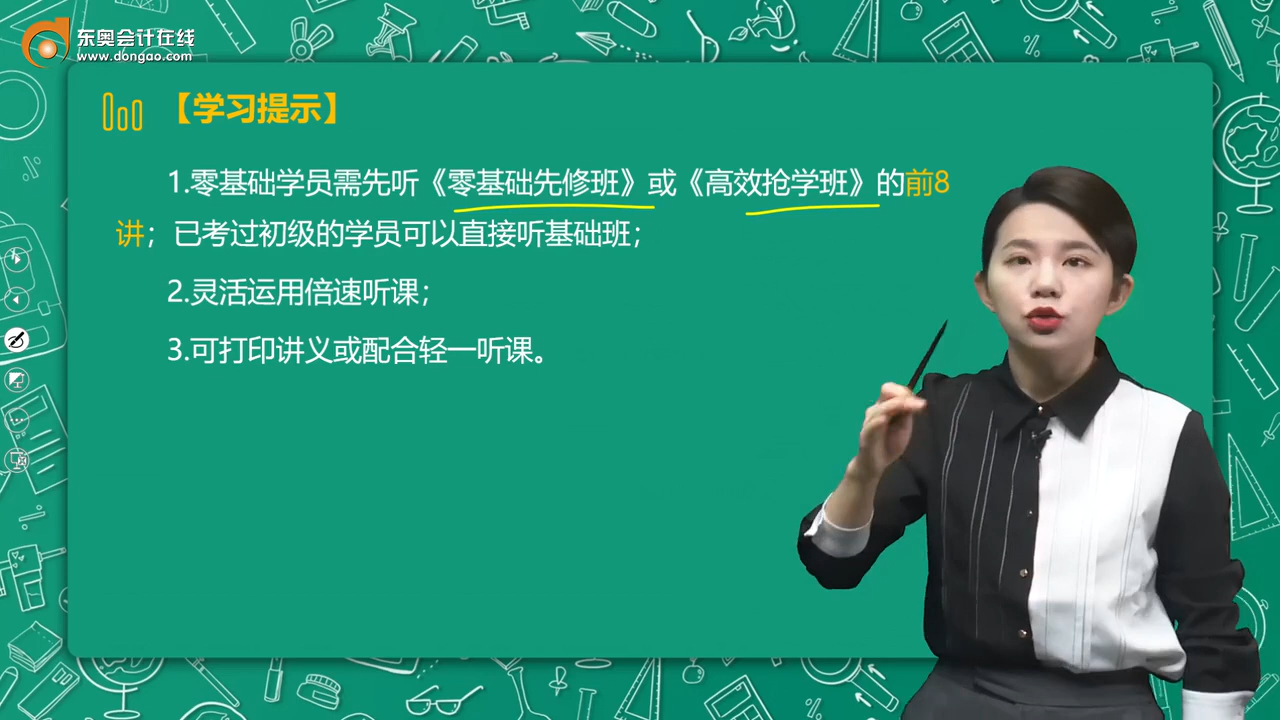 东奥会计在线
www.dongao.com
【学习提示】
1.零基础学员需先听《零基础先修班》或《高效抢学班》的前8
讲；已考过初级的学员可以直接听基础班；
2.灵活运用倍速听课；
3.可打印讲义或配合轻一听课。